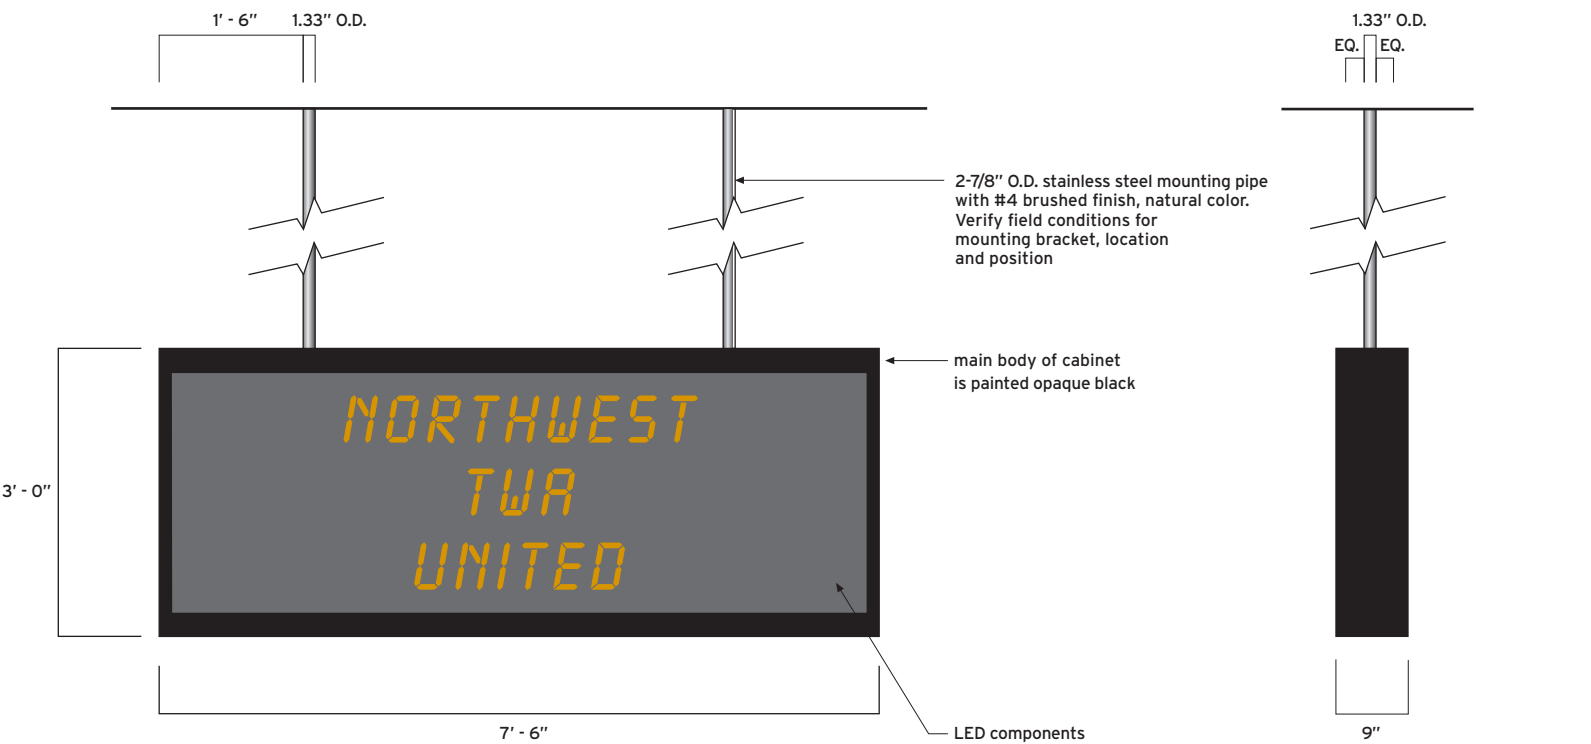 1' - 6"
1.33" O.D.
1.33" O.D.
EQ.
EQ.
2-7/8" O.D. stainless steel mounting pipe
with #4 brushed finish, natural color.
Verify field conditions for
mounting bracket, location
and position
main body of cabinet
is painted opaque black
NORTHWEST
TWA
UNITED
3' - 0"
7' - 6"
LED components
9"